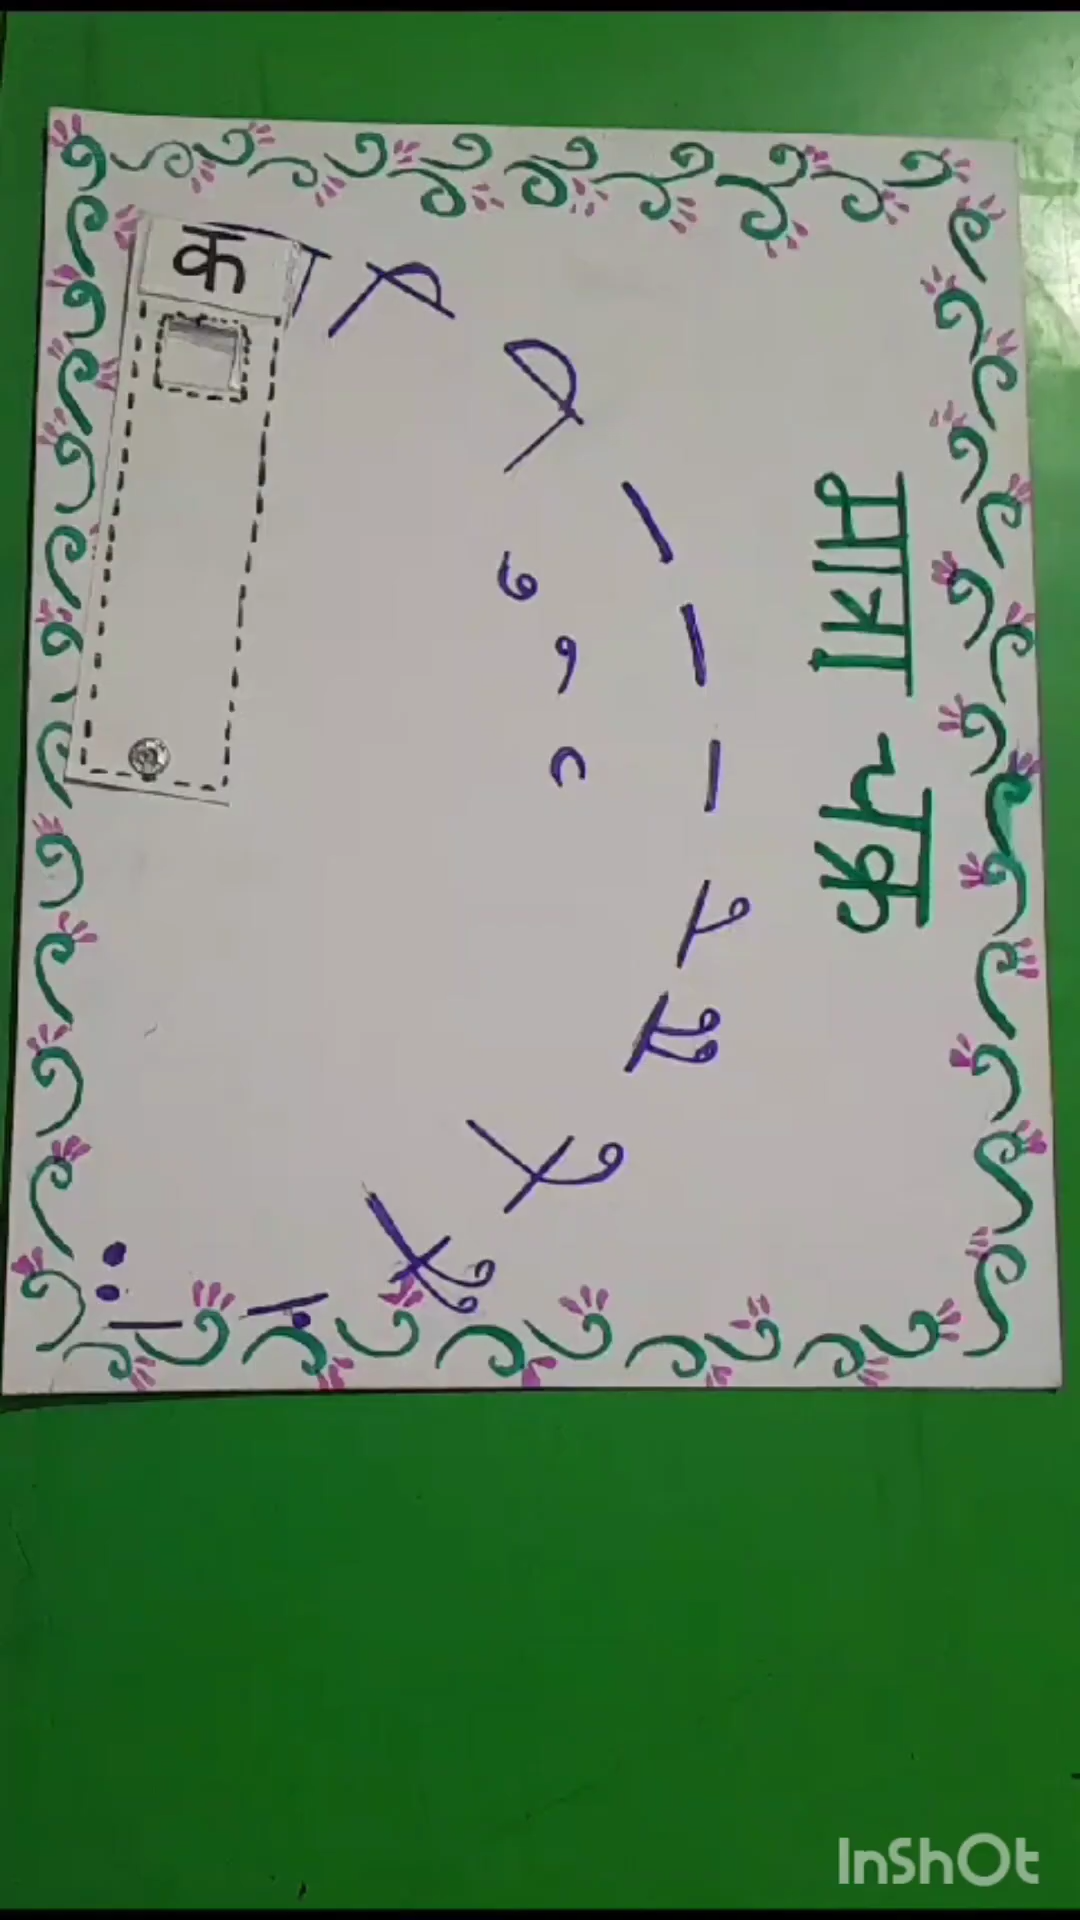 मात्रा चक्र
क
ा ि ी ु ू ृ े ै ो ौ ं ः
InShOt